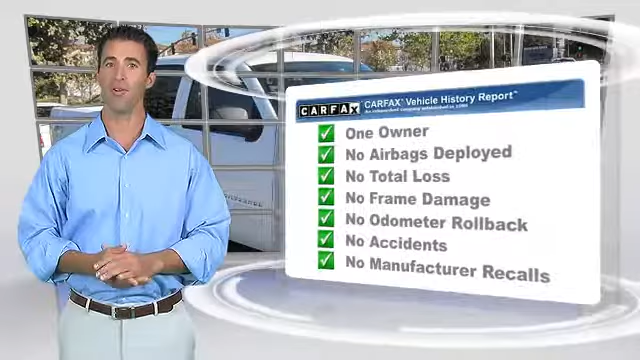 CARFAX CARFAX® Vehicle History Report™
One Owner
No Airbags Deployed
No Total Loss
No Frame Damage
No Odometer Rollback
No Accidents
No Manufacturer Recalls